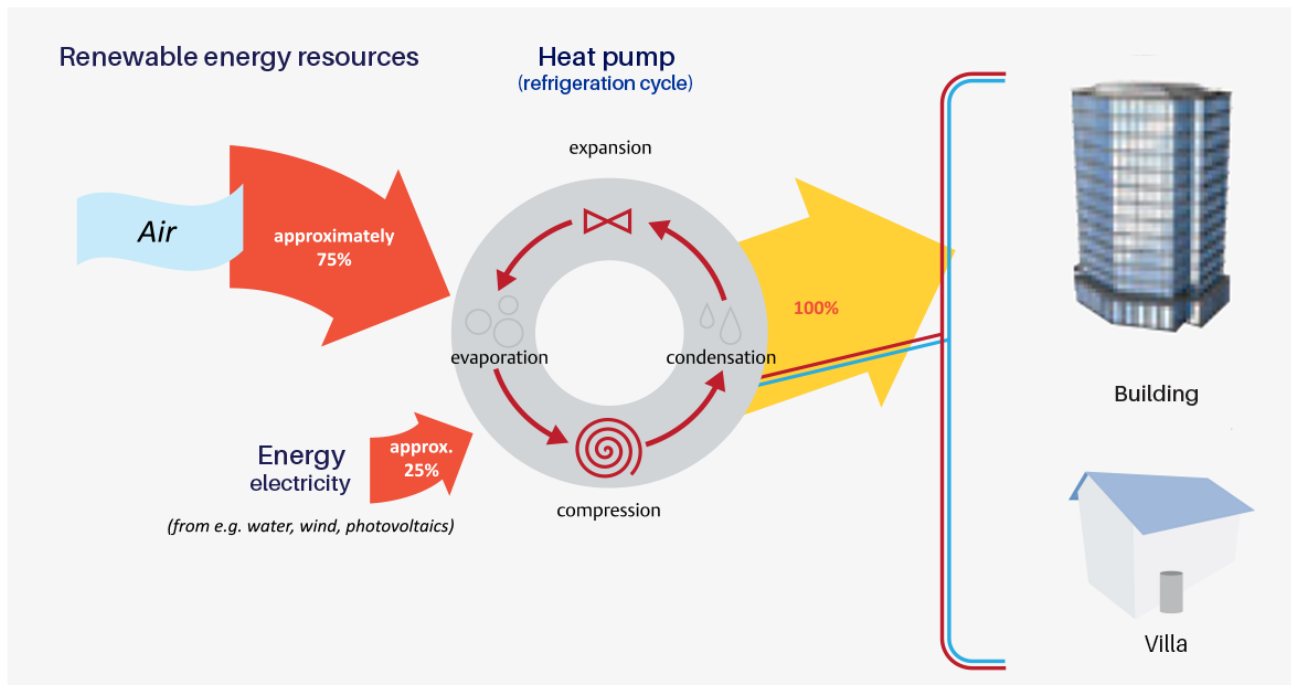 Renewable energy resources
Heat pump
(refrigeration cycle)
expansion
Air
approximately
75%
100%
evaporation
condensation
Building
Energy
electricity
approx.
25%
compression
(from e.g. water, wind, photovoltaics)
Villa